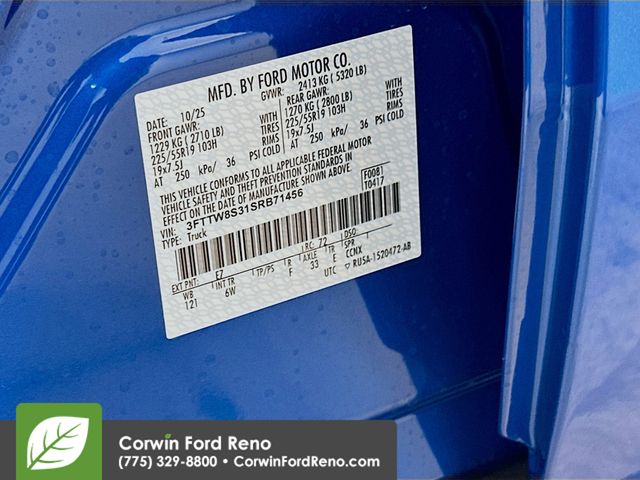 MFD. BY FORD MOTOR CO.
DATE: 10/25 GVWR: 2413 KG ( 5320 LB)
FRONT GAWR: REAR GAWR:
1229 KG ( 2710 LB) 1270 KG ( 2800 LB)
225/55R19 103H TIRES 225/55R19 103H TIRES
19x7.5J RIMS 19x7.5J RIMS
AT 250 kPa/ 36 PSI COLD AT 250 kPa/ 36 PSI COLD
THIS VEHICLE CONFORMS TO ALL APPLICABLE FEDERAL MOTOR
VEHICLE SAFETY, BUMPER, AND THEFT PREVENTION STANDARDS
IN EFFECT ON THE DATE OF MANUFACTURE SHOWN ABOVE.
VIN: 3FTTW8S31SRB71456 F0081
TYPE: Truck T0417
EXT PNT: E7 RC: 72 DSO:
WB INT TR TP/PS R AXLE TR SPR
121 6W F 33 E CCNX
UTC ▽ RUSA-1520472-AB
Corwin Ford Reno
(775) 329-8800 • CorwinFordReno.com